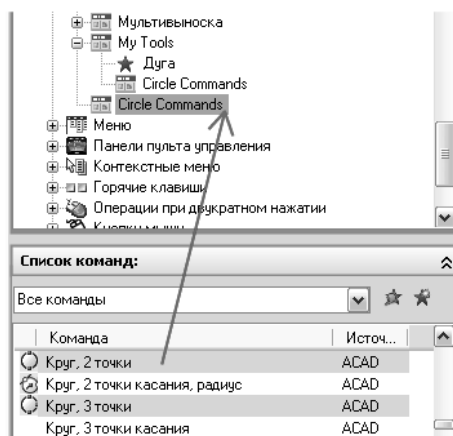 Мультивыноска
My Tools
Дуга
Circle Commands
Circle Commands
Меню
Панели пульта управления
Контекстные меню
Горячие клавиши
Операции при двукратном нажатии
Кнопки мыши
Список команд:
Все команды
Команда Источ...
Круг, 2 точки ACAD
Круг, 2 точки касания, радиус ACAD
Круг, 3 точки ACAD
Круг, 3 точки касания ACAD